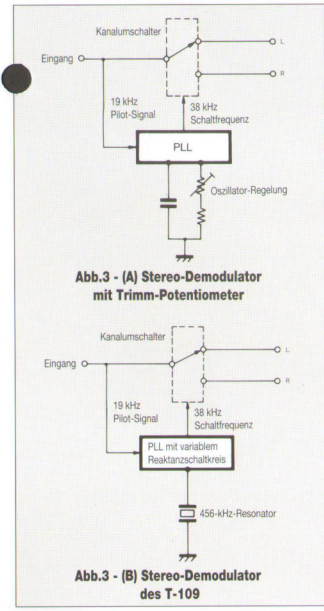 Kanalumschalter
L
Eingang
R
19 kHz
Pilot-Signal
38 kHz
Schaltfrequenz
PLL
Oszillator-Regelung
Abb.3 - (A) Stereo-Demodulator
mit Trimm-Potentiometer
Kanalumschalter
L
Eingang
R
19 kHz
Pilot-Signal
38 kHz
Schaltfrequenz
PLL mit variablem
Reaktanzschaltkreis
456-kHz-Resonator
Abb.3 - (B) Stereo-Demodulator
des T-109